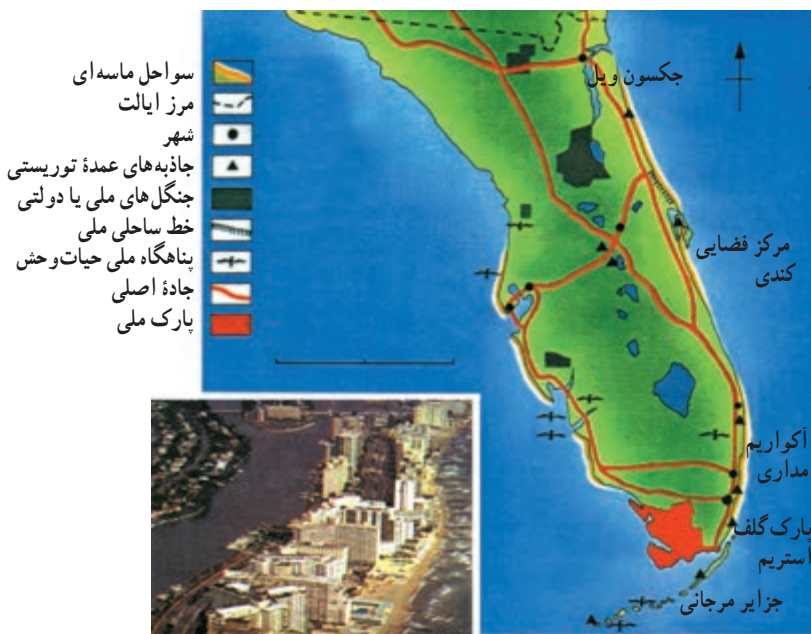 سواحل ماسه‌ای
مرز ایالت
شهر
جاذبه‌های عمدهٔ توریستی
جنگل‌های ملی یا دولتی
خط ساحلی ملی
پناهگاه ملی حیات‌وحش
جادهٔ اصلی
پارک ملی
جکسون ویل
مرکز فضایی
کندی
آکواریم
مداری
پارک گلف
استریم
جزایر مرجانی